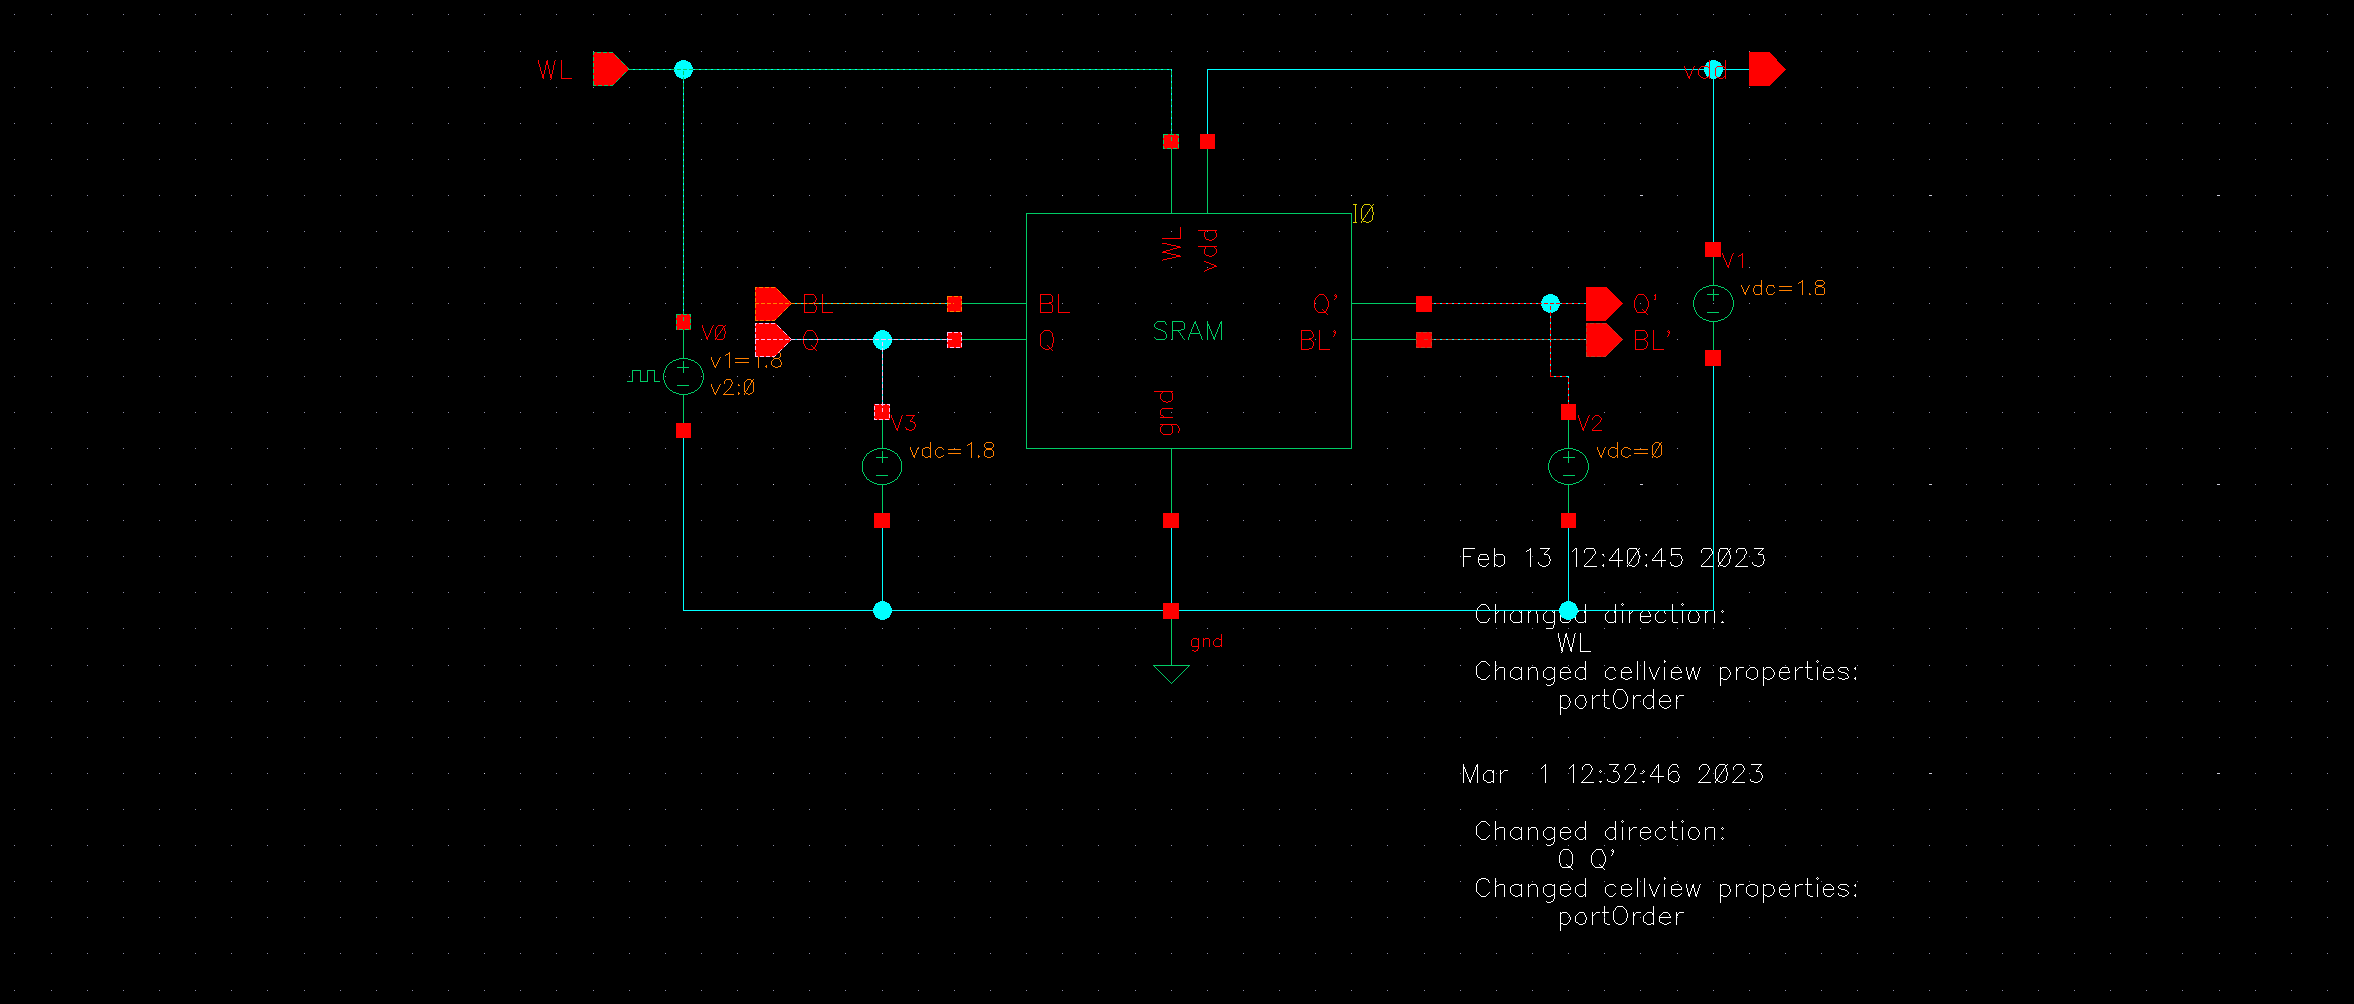 WL
vdd
I0
WL
vdd
V1
vdc=1.8
BL
BL
Q'
Q'
SRAM
V0
Q
Q
BL'
BL'
v1=1.8
v2:0
gnd
V3
vdc=1.8
V2
vdc=0
Feb 13 12:40:45 2023
Changed direction:
WL
gnd
Changed cellview properties:
portOrder
Mar 1 12:32:46 2023
Changed direction:
Q Q'
Changed cellview properties:
portOrder